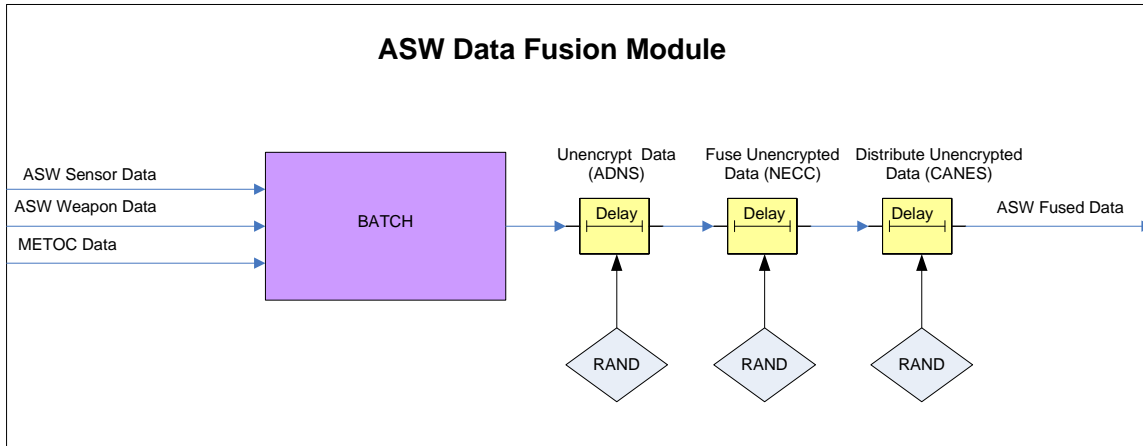 ASW Data Fusion Module
ASW Sensor Data
ASW Weapon Data
METOC Data
BATCH
Unencrypt Data
(ADNS)
Delay
RAND
Fuse Unencrypted
Data (NECC)
Delay
RAND
Distribute Unencrypted
Data (CANES)
Delay
RAND
ASW Fused Data